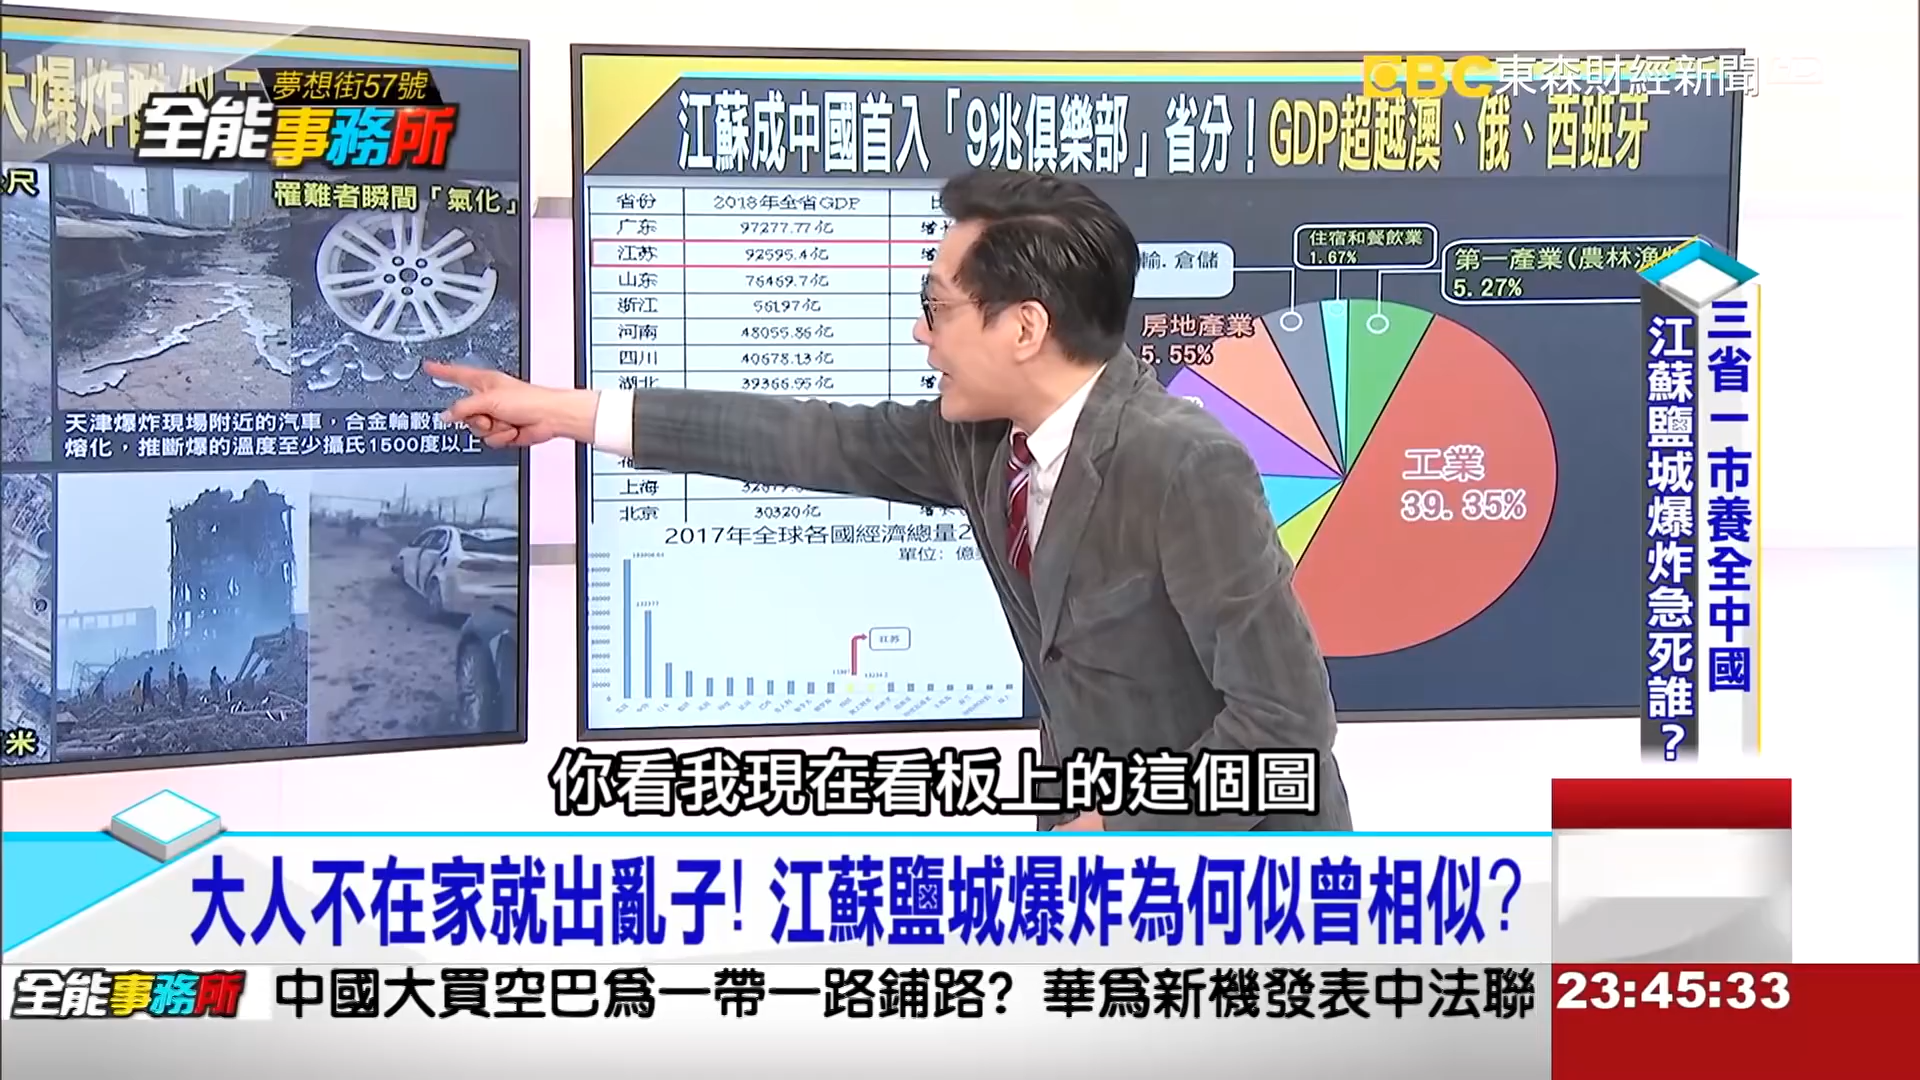 夢想街57號
全能事務所
EBC 東森財經新聞
罹難者瞬間「氣化」
天津爆炸現場附近的汽車，合金輪轂都
熔化，推斷爆的溫度至少攝氏1500度以上
米
江蘇成中國首入「9兆俱樂部」省分！GDP超越澳、俄、西班牙
省份 2018年全省GDP
广东 97277.77亿
江苏 92595.4亿
山东 76469.7亿
浙江 56197亿
河南 48055.86亿
四川 40678.13亿
湖北 39366.55亿
上海
北京 30320亿
2017年全球各國經濟總量
單位：億
江苏
輸.倉儲
住宿和餐飲業
1.67%
第一產業(農林漁
5.27%
房地產業
5.55%
工業
39.35%
三省一市養全中國
江蘇鹽城爆炸急死誰？
你看我現在看板上的這個圖
大人不在家就出亂子！江蘇鹽城爆炸為何似曾相似？
全能事務所 中國大買空巴為一帶一路鋪路？ 華為新機發表中法聯
23:45:33